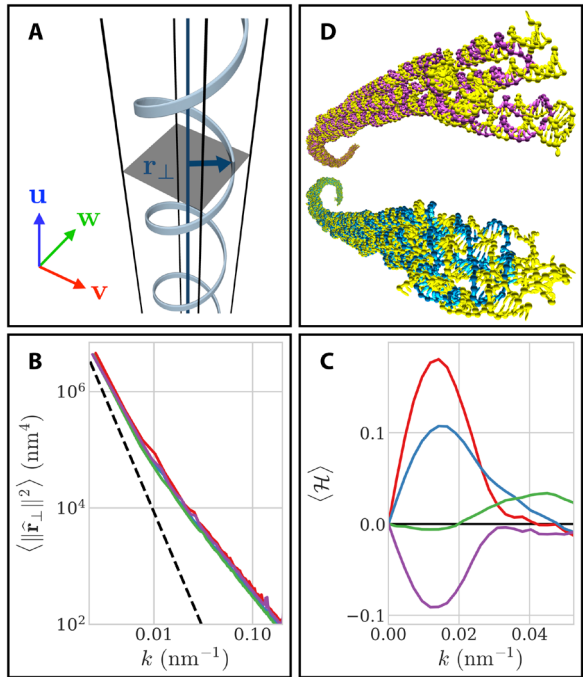 A
r⊥
u
w
v
D
B
⟨||r̂⊥||²⟩ (nm⁴)
10⁶
10⁴
10²
0.01
0.10
k (nm⁻¹)
C
⟨ℋ⟩
0.1
0.0
−0.1
0.00
0.02
0.04
k (nm⁻¹)